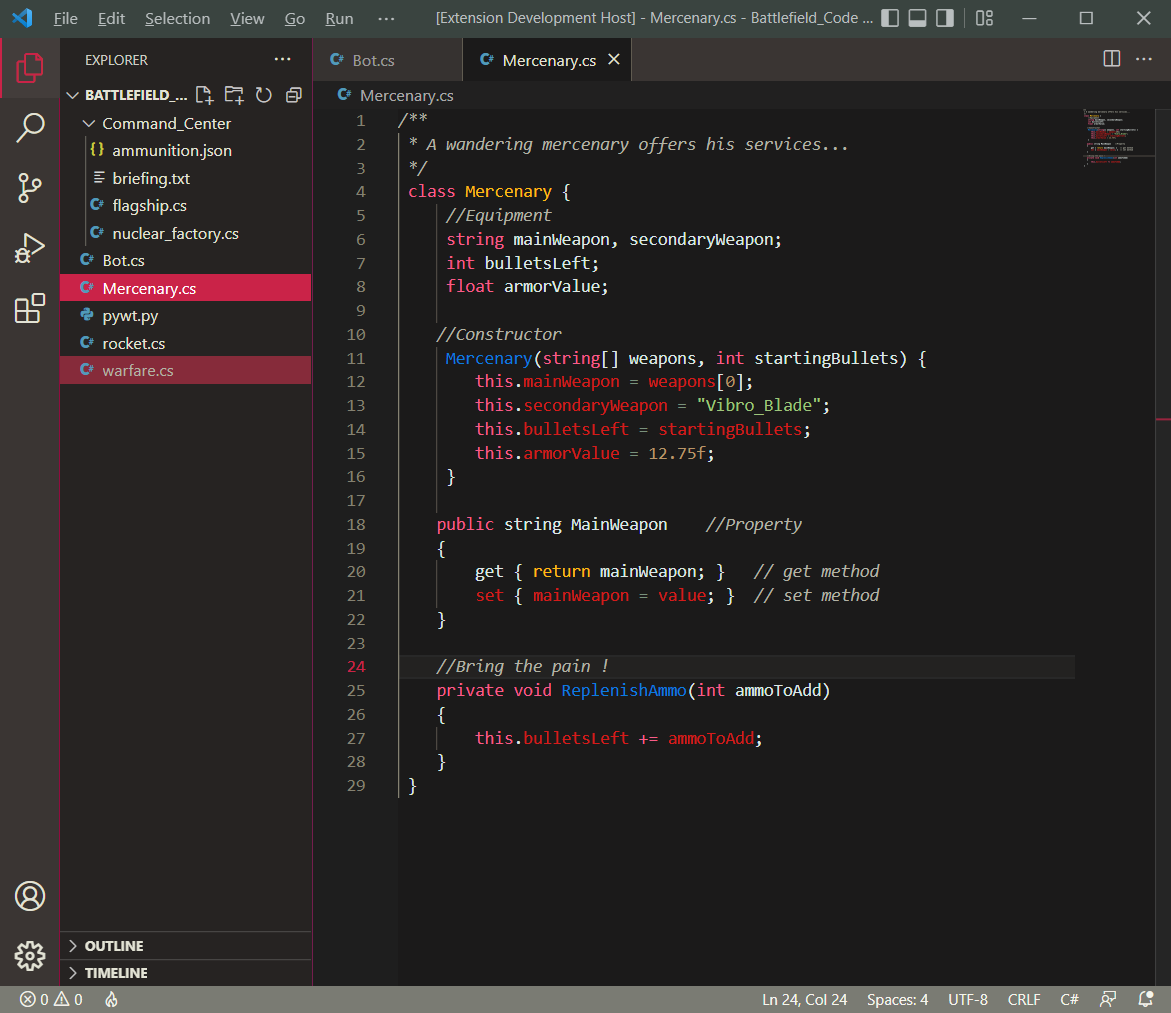 File Edit Selection View Go Run ··· [Extension Development Host] - Mercenary.cs - Battlefield_Code ...
EXPLORER ···
BATTLEFIELD_...
Command_Center
{} ammunition.json
briefing.txt
C# flagship.cs
C# nuclear_factory.cs
C# Bot.cs
C# Mercenary.cs
pywt.py
C# rocket.cs
C# warfare.cs
OUTLINE
TIMELINE
C# Bot.cs C# Mercenary.cs ···
C# Mercenary.cs
1 /**
2 * A wandering mercenary offers his services...
3 */
4 class Mercenary {
5 //Equipment
6 string mainWeapon, secondaryWeapon;
7 int bulletsLeft;
8 float armorValue;
9
10 //Constructor
11 Mercenary(string[] weapons, int startingBullets) {
12 this.mainWeapon = weapons[0];
13 this.secondaryWeapon = "Vibro_Blade";
14 this.bulletsLeft = startingBullets;
15 this.armorValue = 12.75f;
16 }
17
18 public string MainWeapon //Property
19 {
20 get { return mainWeapon; } // get method
21 set { mainWeapon = value; } // set method
22 }
23
24 //Bring the pain !
25 private void ReplenishAmmo(int ammoToAdd)
26 {
27 this.bulletsLeft += ammoToAdd;
28 }
29 }
0 0 Ln 24, Col 24 Spaces: 4 UTF-8 CRLF C#